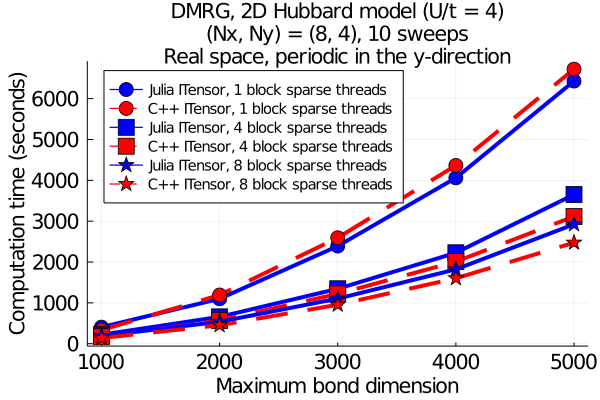 DMRG, 2D Hubbard model (U/t = 4)
(Nx, Ny) = (8, 4), 10 sweeps
Real space, periodic in the y-direction
Julia ITensor, 1 block sparse threads
C++ ITensor, 1 block sparse threads
Julia ITensor, 4 block sparse threads
C++ ITensor, 4 block sparse threads
Julia ITensor, 8 block sparse threads
C++ ITensor, 8 block sparse threads
Computation time (seconds)
6000
5000
4000
3000
2000
1000
0
1000 2000 3000 4000 5000
Maximum bond dimension